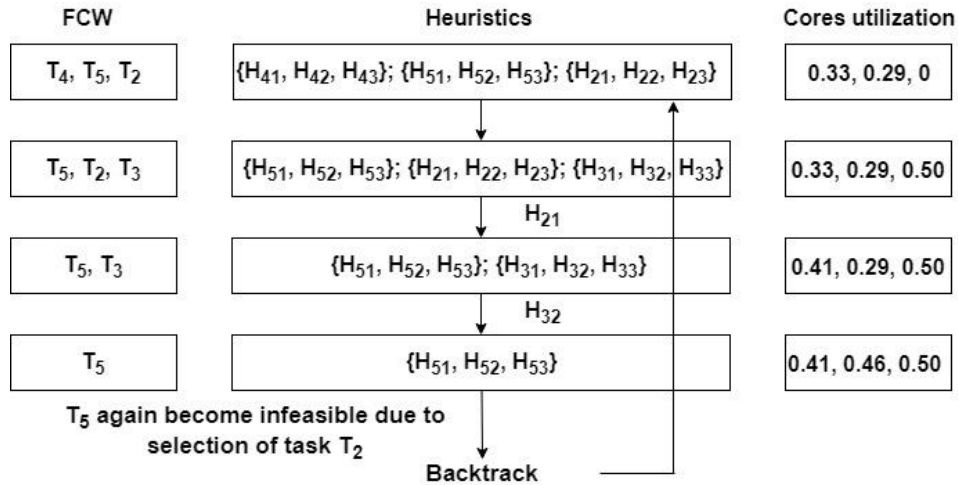 FCW Heuristics Cores utilization
T4, T5, T2 {H41, H42, H43}; {H51, H52, H53}; {H21, H22, H23} 0.33, 0.29, 0
T5, T2, T3 {H51, H52, H53}; {H21, H22, H23}; {H31, H32, H33} 0.33, 0.29, 0.50
H21
T5, T3 {H51, H52, H53}; {H31, H32, H33} 0.41, 0.29, 0.50
H32
T5 {H51, H52, H53} 0.41, 0.46, 0.50
T5 again become infeasible due to
selection of task T2
Backtrack